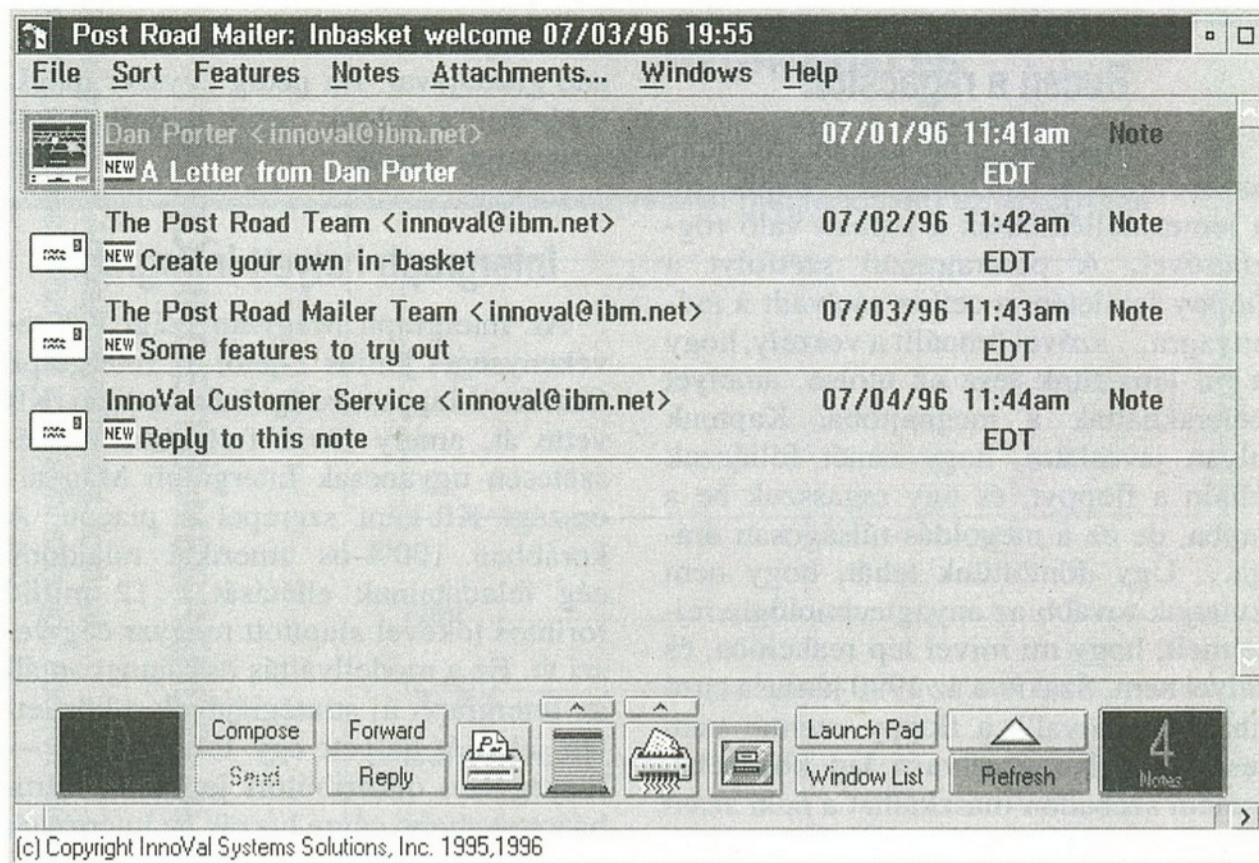 Post Road Mailer: Inbasket welcome 07/03/96 19:55
File Sort Features Notes Attachments... Windows Help
Dan Porter <innoval@ibm.net> 07/01/96 11:41am Note
NEW A Letter from Dan Porter EDT
The Post Road Team <innoval@ibm.net> 07/02/96 11:42am Note
NEW Create your own in-basket EDT
The Post Road Mailer Team <innoval@ibm.net> 07/03/96 11:43am Note
NEW Some features to try out EDT
InnoVal Customer Service <innoval@ibm.net> 07/04/96 11:44am Note
NEW Reply to this note EDT
Compose Forward Launch Pad 4
Send Reply Window List Refresh Notes
(c) Copyright InnoVal Systems Solutions, Inc. 1995,1996